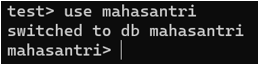 test> use mahasantri
switched to db mahasantri
mahasantri>